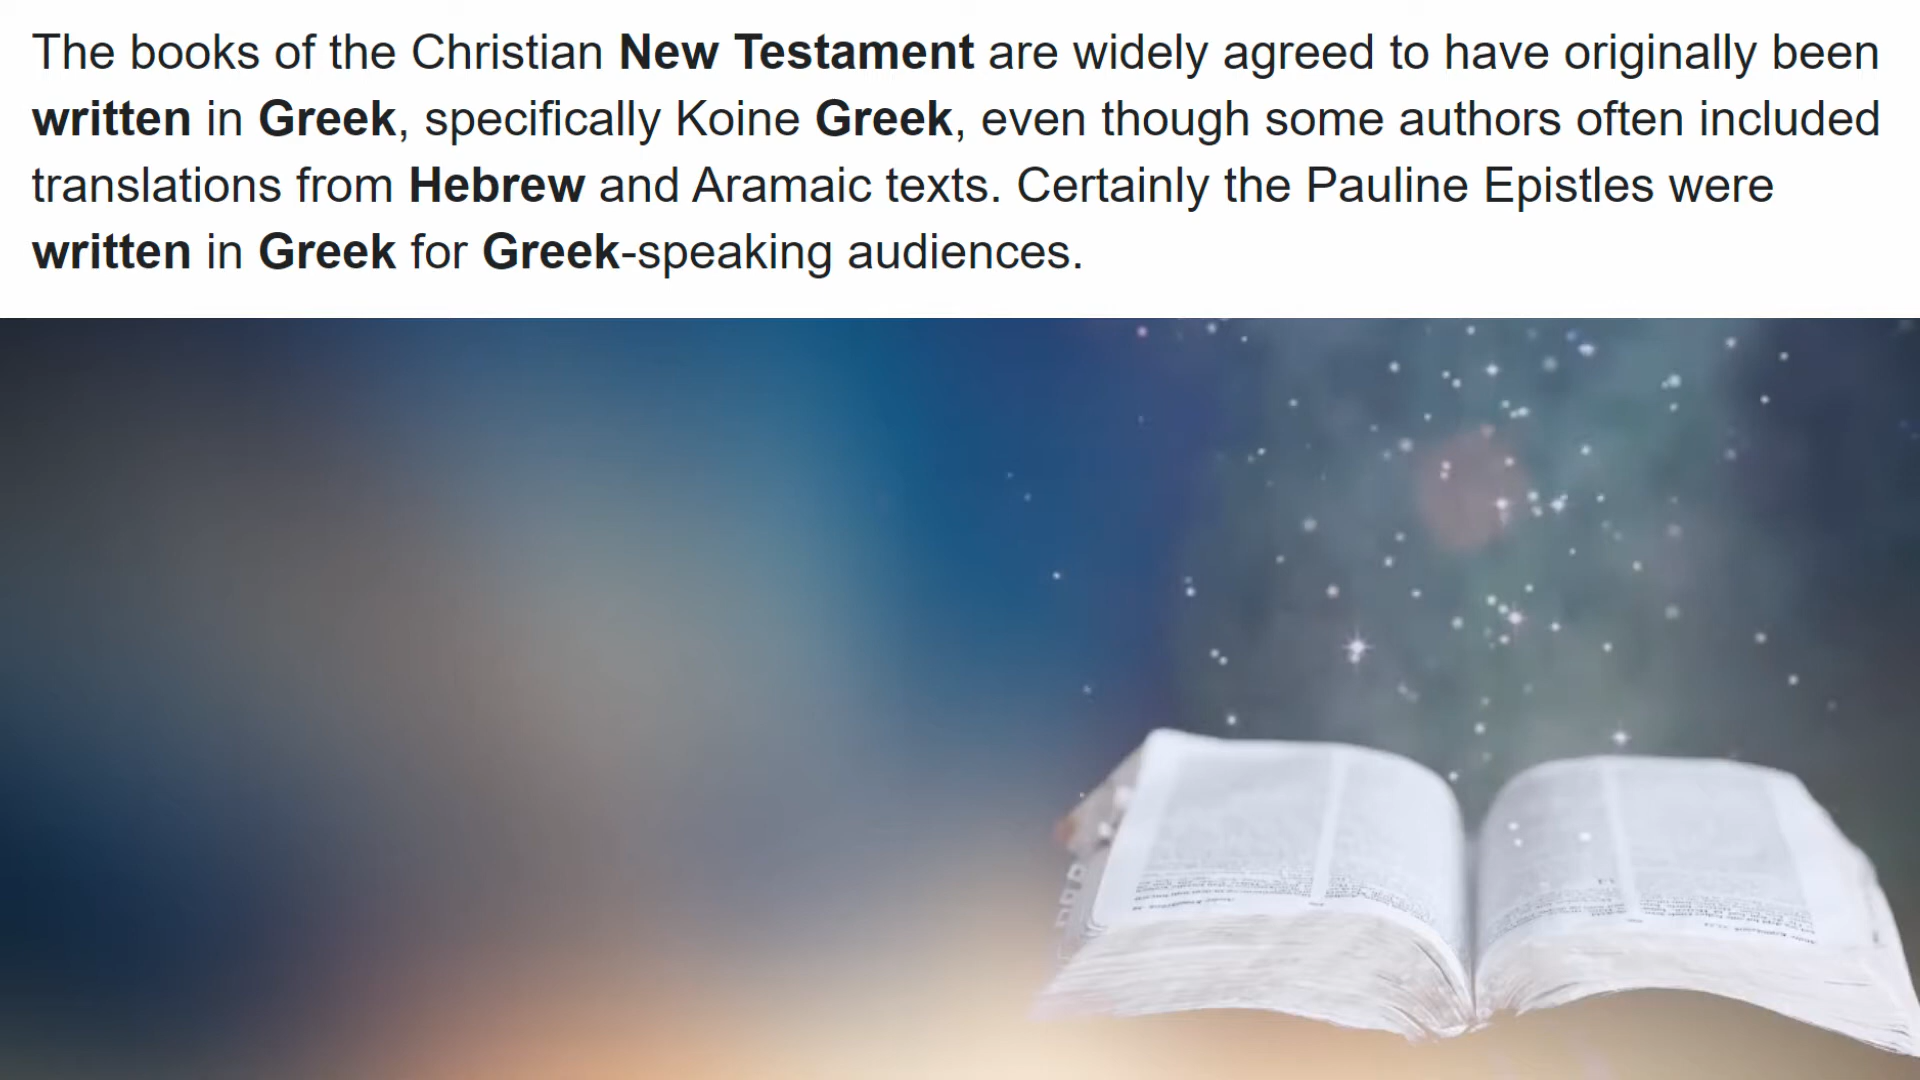 The books of the Christian New Testament are widely agreed to have originally been
written in Greek, specifically Koine Greek, even though some authors often included
translations from Hebrew and Aramaic texts. Certainly the Pauline Epistles were
written in Greek for Greek-speaking audiences.